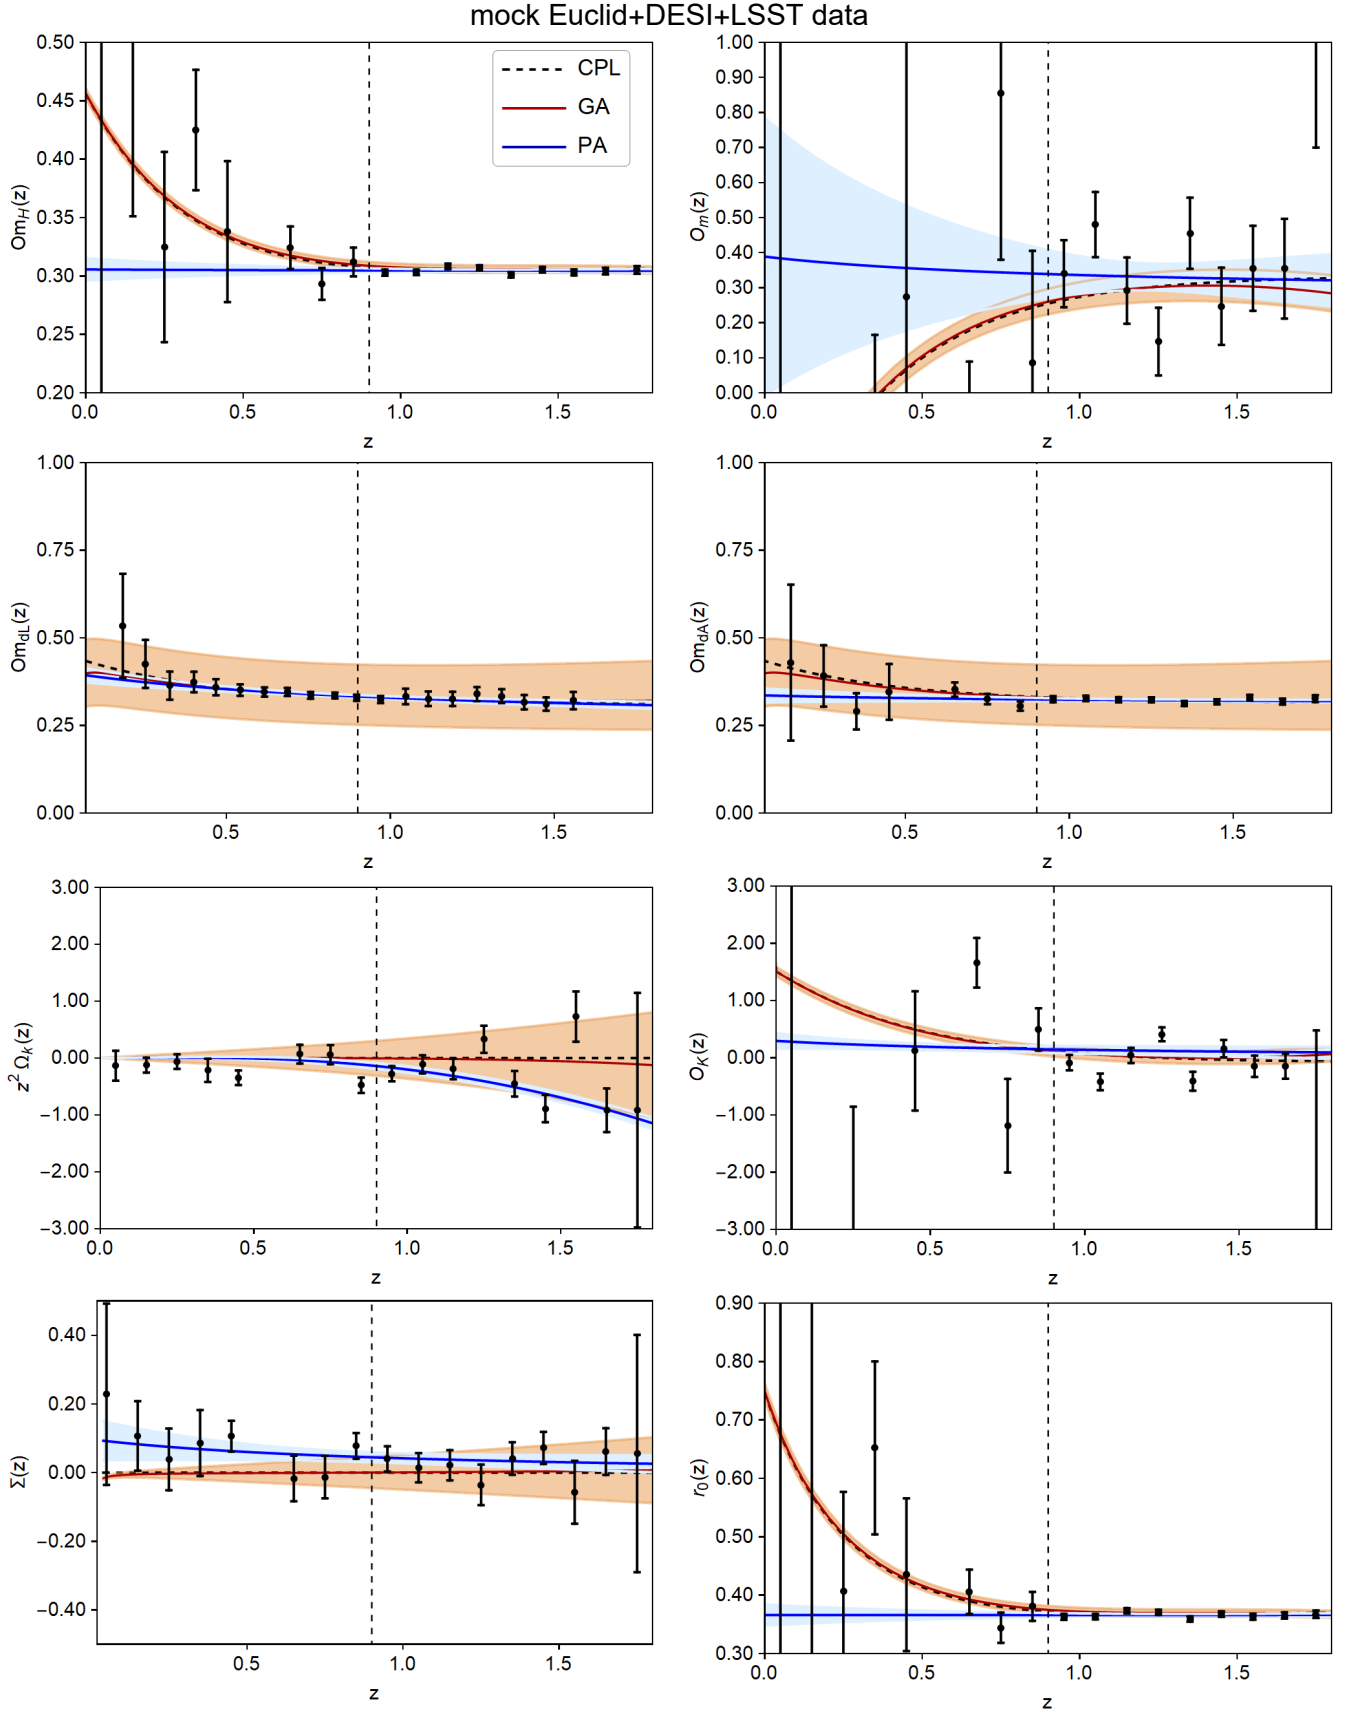 mock Euclid+DESI+LSST data
0.50
0.45
0.40
0.35
0.30
0.25
0.20
Om_H(z)
0.0 0.5 1.0 1.5
z
CPL
GA
PA
1.00
0.90
0.80
0.70
0.60
0.50
0.40
0.30
0.20
0.10
0.00
O_m(z)
0.0 0.5 1.0 1.5
z
1.00
0.75
0.50
0.25
0.00
Om_dL(z)
0.5 1.0 1.5
z
1.00
0.75
0.50
0.25
0.00
Om_dA(z)
0.5 1.0 1.5
z
3.00
2.00
1.00
0.00
−1.00
−2.00
−3.00
z² Ω_k(z)
0.0 0.5 1.0 1.5
z
3.00
2.00
1.00
0.00
−1.00
−2.00
−3.00
O_K(z)
0.0 0.5 1.0 1.5
z
0.40
0.20
0.00
−0.20
−0.40
Σ(z)
0.5 1.0 1.5
z
0.90
0.80
0.70
0.60
0.50
0.40
0.30
r_0(z)
0.0 0.5 1.0 1.5
z